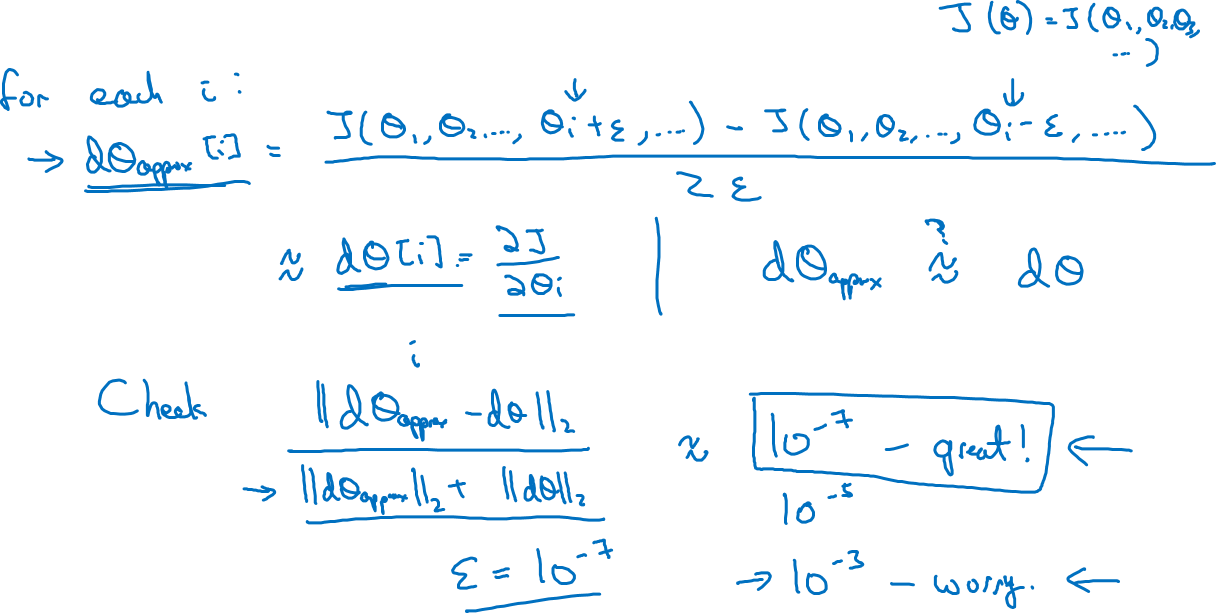 J(θ) = J(θ₁, θ₂, θ₃,
...)
for each i:
→ dθapprox[i] = (J(θ₁, θ₂, ..., θᵢ+ε, ...) - J(θ₁, θ₂, ..., θᵢ-ε, ....)) / 2ε
≈ dθ[i] = ∂J/∂θᵢ | dθapprox ≈? dθ
i
Check ||dθapprox - dθ||₂ / (||dθapprox||₂ + ||dθ||₂) ≈ 10⁻⁷ - great! ←
10⁻⁵
ε = 10⁻⁷ → 10⁻³ - worry. ←